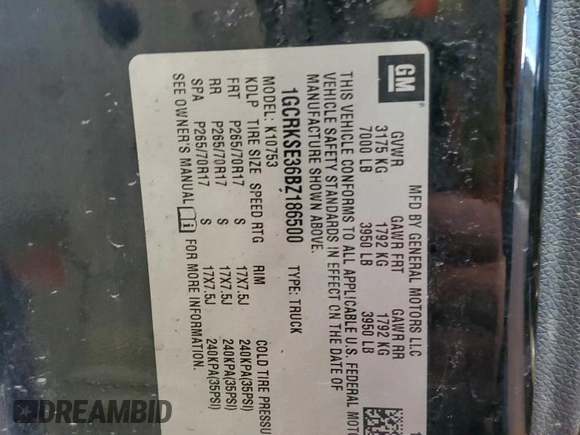 GM
MFD BY GENERAL MOTORS LLC
GVWR GAWR FRT GAWR RR
3175 KG 1792 KG 1792 KG
7000 LB 3950 LB 3950 LB
THIS VEHICLE CONFORMS TO ALL APPLICABLE U.S. FEDERAL
VEHICLE SAFETY STANDARDS IN EFFECT ON THE DATE OF
MANUFACTURE SHOWN ABOVE.
1GCRKSE36BZ186500 TYPE: TRUCK
MODEL: K10753
KDLP TIRE SIZE SPEED RTG RIM COLD TIRE
FRT P265/70R17 S 17X7.5J 240KPA(35PSI)
RR P265/70R17 S 17X7.5J 240KPA(35PSI)
SPA P265/70R17 S 17X7.5J 240KPA(35PSI)
SEE OWNER'S MANUAL FOR MORE INFORMATION.
DREAMBID